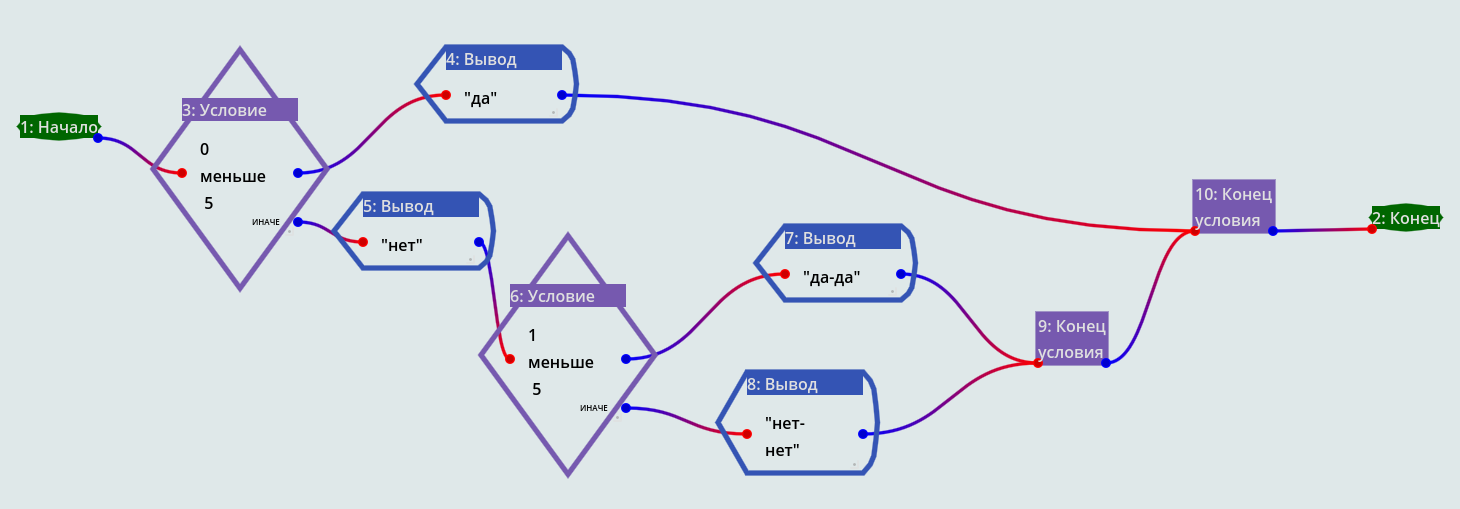 1: Начало
3: Условие
0
меньше
5
ИНАЧЕ
4: Вывод
"да"
5: Вывод
"нет"
6: Условие
1
меньше
5
ИНАЧЕ
7: Вывод
"да-да"
8: Вывод
"нет-
нет"
9: Конец
условия
10: Конец
условия
2: Конец